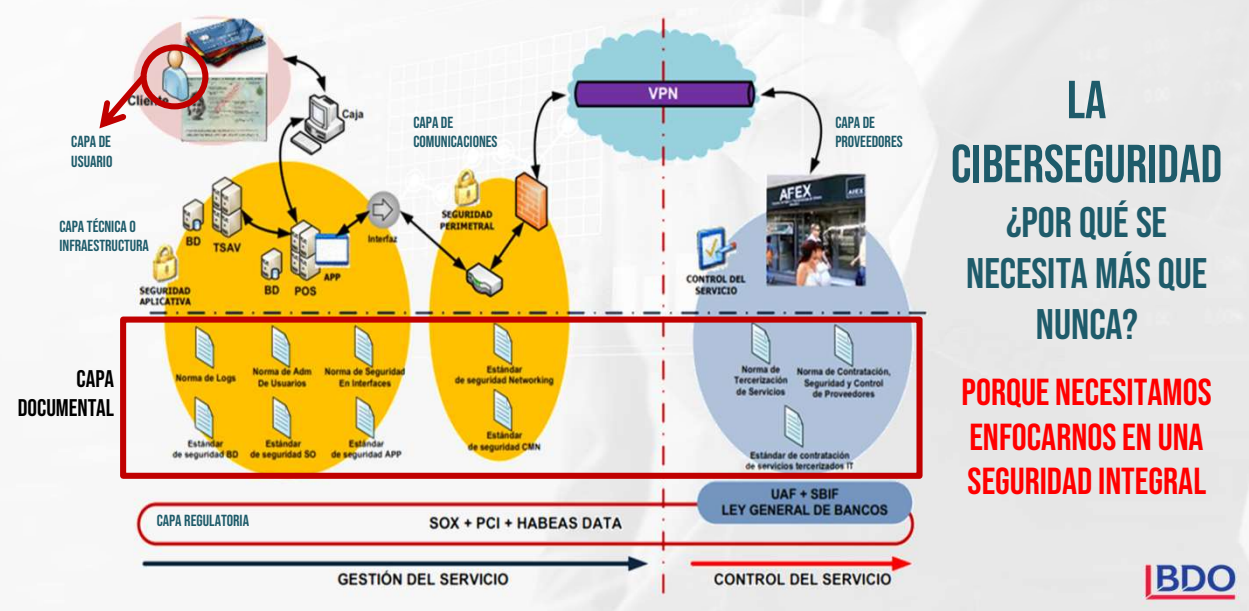 Cliente
Caja
CAPA DE
USUARIO
CAPA DE
COMUNICACIONES
VPN
CAPA DE
PROVEEDORES
AFEX
AFEX
CAPA TÉCNICA O
INFRAESTRUCTURA
BD
TSAV
BD
POS
APP
Interfaz
SEGURIDAD
APLICATIVA
SEGURIDAD
PERIMETRAL
CONTROL DEL
SERVICIO
CAPA
DOCUMENTAL
Norma de Logs
Norma de Adm
De Usuarios
Norma de Seguridad
En Interfaces
Estándar
de seguridad BD
Estándar
de seguridad SO
Estándar
de seguridad APP
Estándar
de seguridad Networking
Estándar
de seguridad CMN
Norma de
Tercerización
de Servicios
Norma de Contratación,
Seguridad y Control
de Proveedores
Estándar de contratación
de servicios tercerizados IT
CAPA REGULATORIA
SOX + PCI + HABEAS DATA
UAF + SBIF
LEY GENERAL DE BANCOS
GESTIÓN DEL SERVICIO
CONTROL DEL SERVICIO
LA
CIBERSEGURIDAD
¿POR QUÉ SE
NECESITA MÁS QUE
NUNCA?
PORQUE NECESITAMOS
ENFOCARNOS EN UNA
SEGURIDAD INTEGRAL
BDO